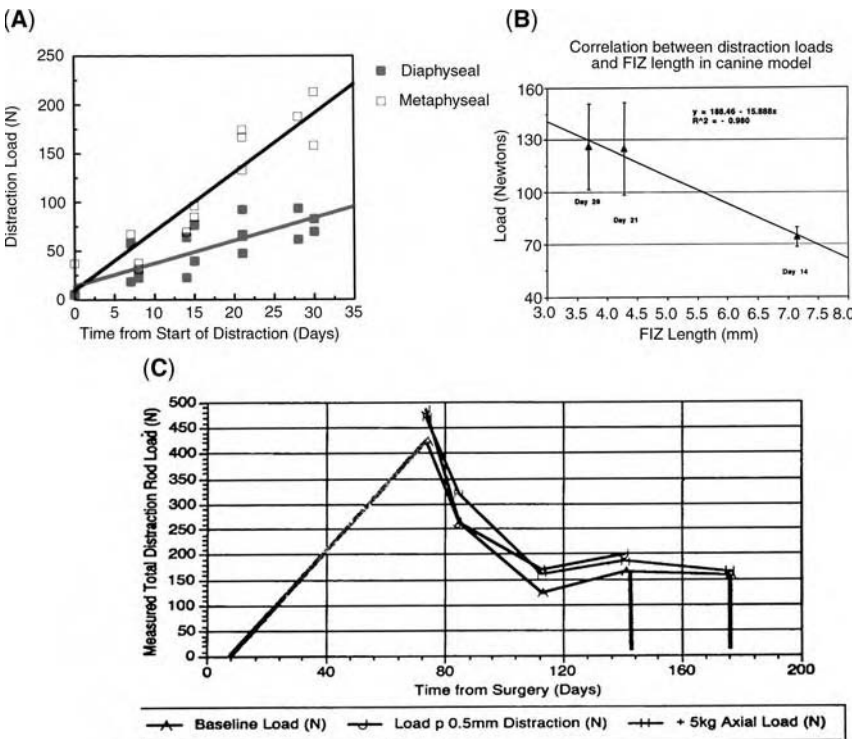 (A)
250
200
150
100
50
0
Distraction Load (N)
0 5 10 15 20 25 30 35
Time from Start of Distraction (Days)
Diaphyseal
Metaphyseal
(B)
Correlation between distraction loads
and FIZ length in canine model
160
130
100
70
40
Load (Newtons)
y = 188.46 - 15.888x
R^2 = - 0.980
Day 29
Day 21
Day 14
3.0 3.5 4.0 4.5 5.0 5.5 6.0 6.5 7.0 7.5 8.0
FIZ Length (mm)
(C)
500
450
400
350
300
250
200
150
100
50
0
Measured Total Distraction Rod Load (N)
0 40 80 120 160 200
Time from Surgery (Days)
Baseline Load (N) Load p 0.5mm Distraction (N) + 5kg Axial Load (N)